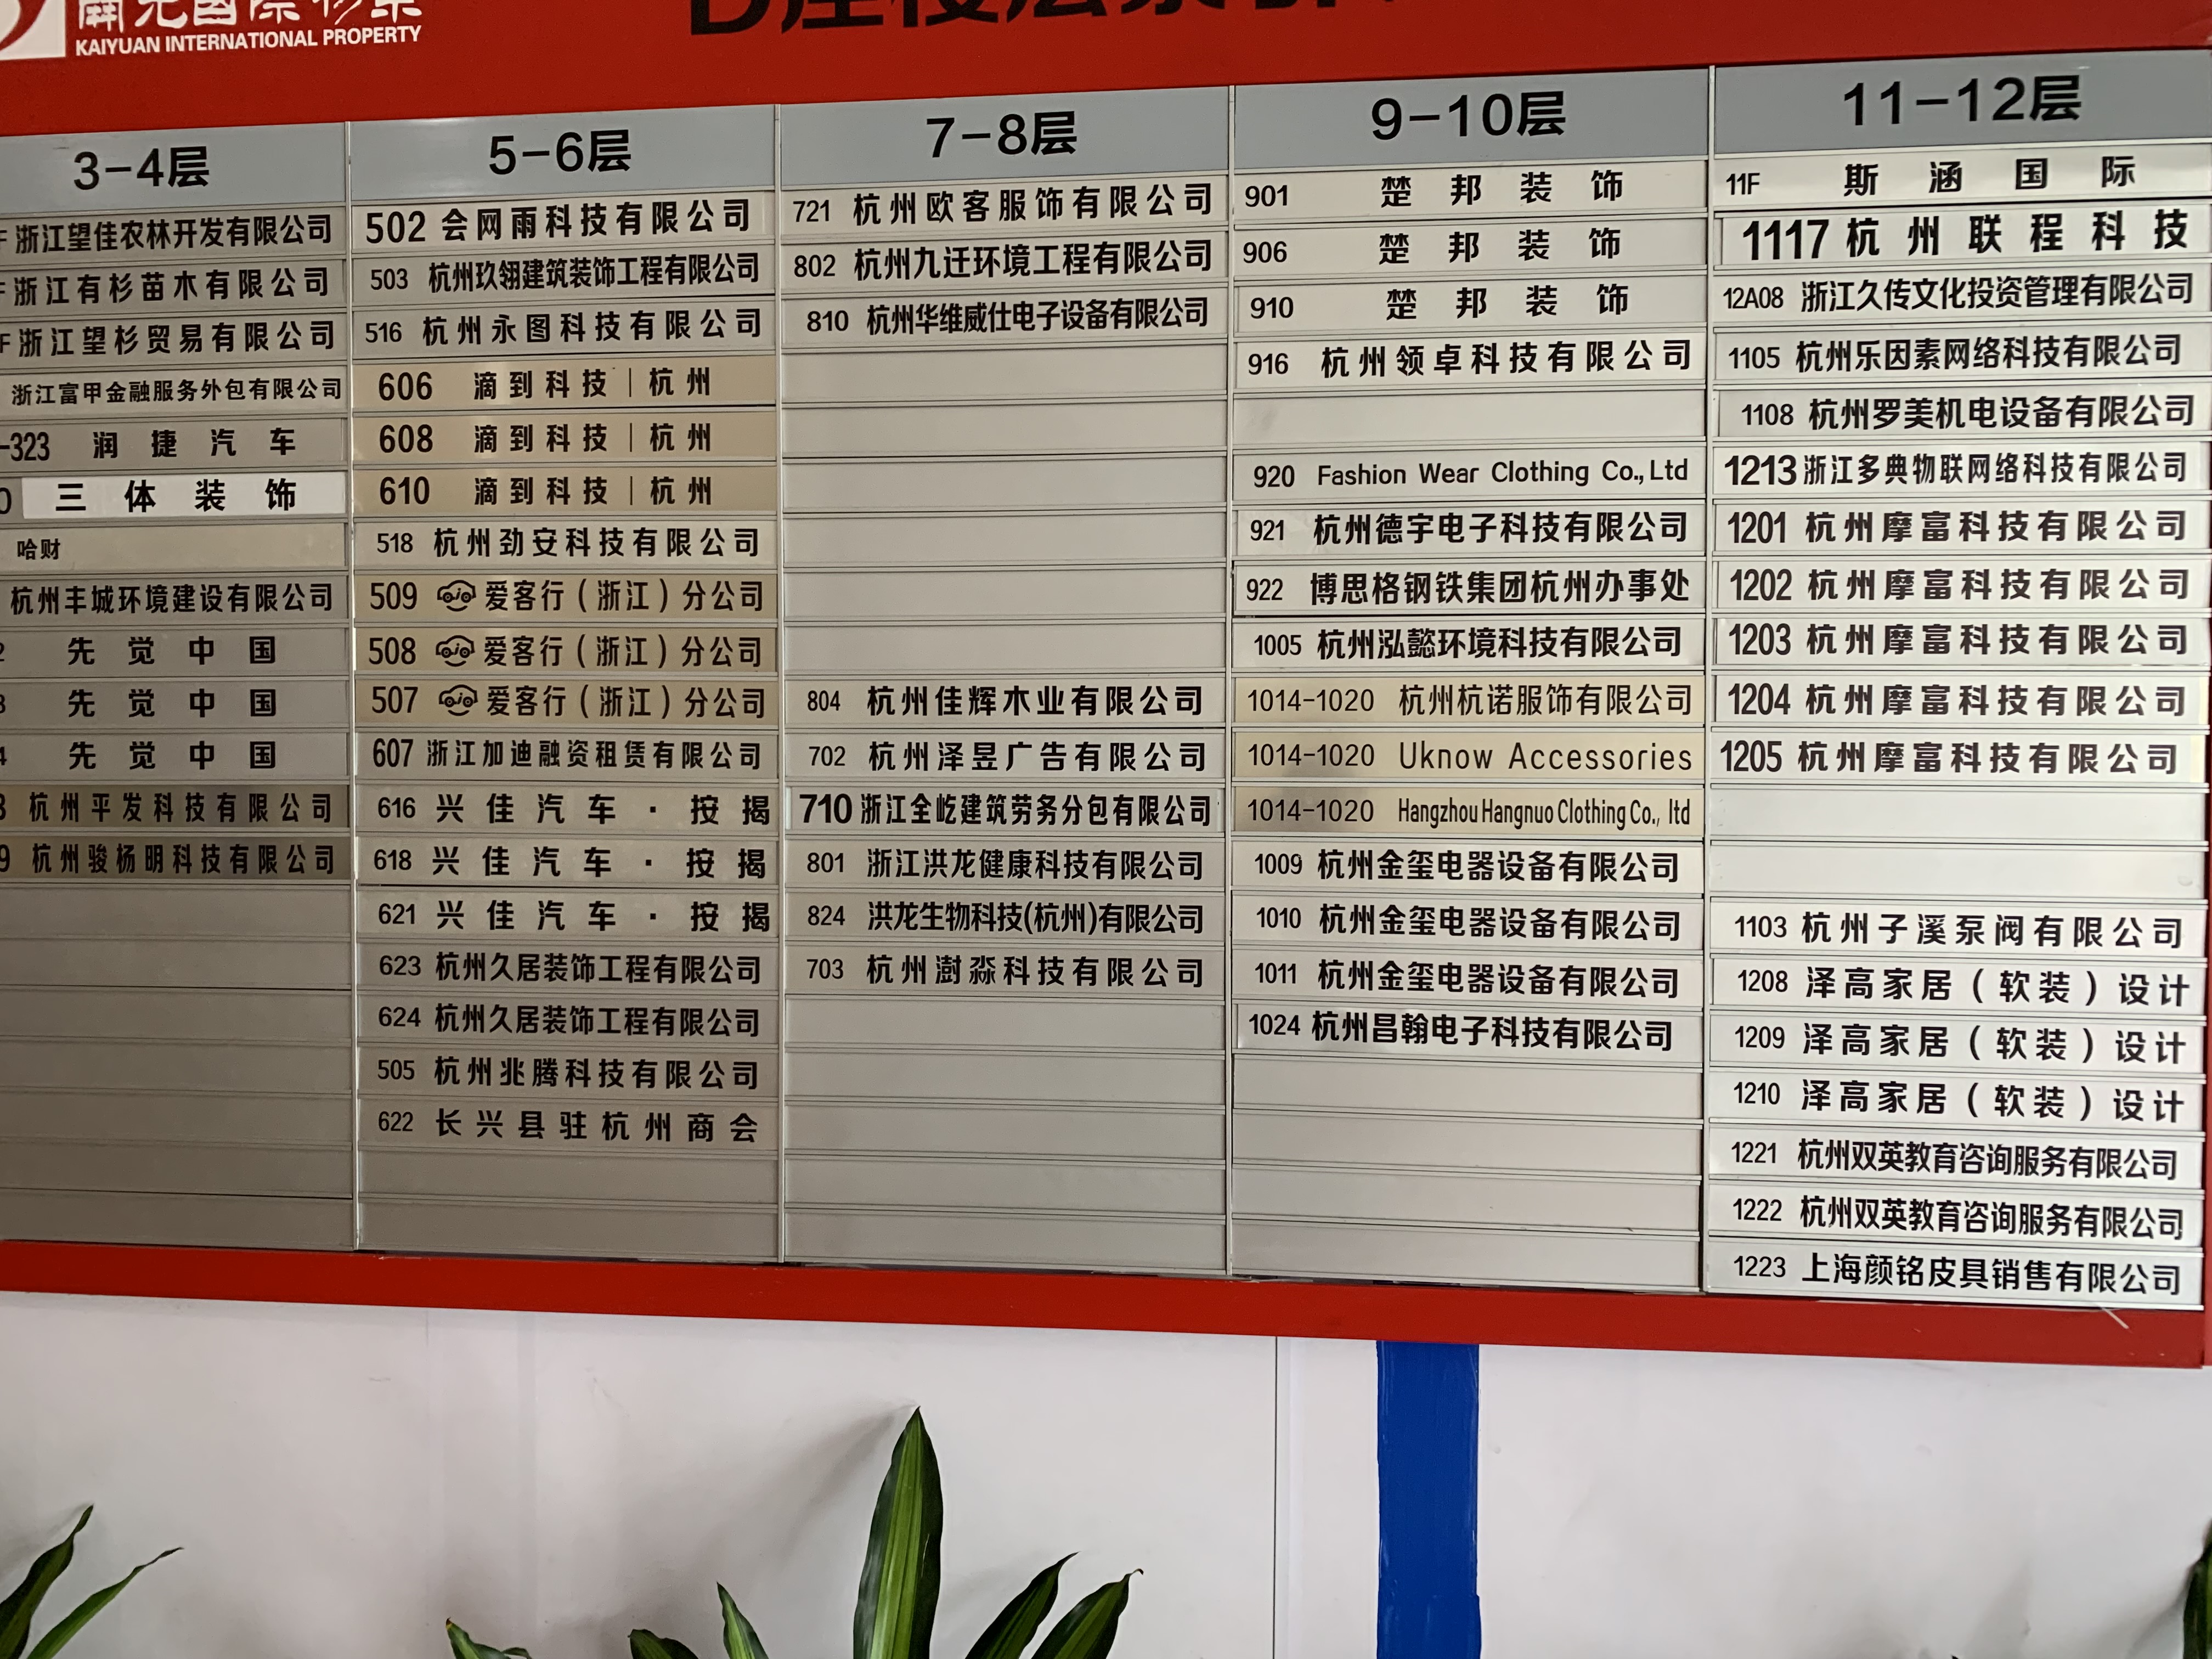 KAIYUAN INTERNATIONAL PROPERTY
3-4层
浙江望佳农林开发有限公司
浙江有杉苗木有限公司
浙江望杉贸易有限公司
浙江富甲金融服务外包有限公司
-323 润捷汽车
三体装饰
哈财
杭州丰城环境建设有限公司
先觉中国
先觉中国
先觉中国
杭州平发科技有限公司
9 杭州骏杨明科技有限公司
5-6层
502 会网雨科技有限公司
503 杭州玖翎建筑装饰工程有限公司
516 杭州永图科技有限公司
606 滴到科技|杭州
608 滴到科技|杭州
610 滴到科技|杭州
518 杭州劲安科技有限公司
509 爱客行(浙江)分公司
508 爱客行(浙江)分公司
507 爱客行(浙江)分公司
607 浙江加迪融资租赁有限公司
616 兴佳汽车·按揭
618 兴佳汽车·按揭
621 兴佳汽车·按揭
623 杭州久居装饰工程有限公司
624 杭州久居装饰工程有限公司
505 杭州兆腾科技有限公司
622 长兴县驻杭州商会
7-8层
721 杭州欧客服饰有限公司
802 杭州九迁环境工程有限公司
810 杭州华维威仕电子设备有限公司
804 杭州佳辉木业有限公司
702 杭州泽昱广告有限公司
710 浙江全屹建筑劳务分包有限公司
801 浙江洪龙健康科技有限公司
824 洪龙生物科技(杭州)有限公司
703 杭州澍淼科技有限公司
9-10层
901 楚邦装饰
906 楚邦装饰
910 楚邦装饰
916 杭州领卓科技有限公司
920 Fashion Wear Clothing Co., Ltd
921 杭州德宇电子科技有限公司
922 博思格钢铁集团杭州办事处
1005 杭州泓懿环境科技有限公司
1014-1020 杭州杭诺服饰有限公司
1014-1020 Uknow Accessories
1014-1020 Hangzhou Hangnuo Clothing Co., ltd
1009 杭州金玺电器设备有限公司
1010 杭州金玺电器设备有限公司
1011 杭州金玺电器设备有限公司
1024 杭州昌翰电子科技有限公司
11-12层
11F 斯涵国际
1117 杭州联程科技
12A08 浙江久传文化投资管理有限公司
1105 杭州乐因素网络科技有限公司
1108 杭州罗美机电设备有限公司
1213 浙江多典物联网络科技有限公司
1201 杭州摩富科技有限公司
1202 杭州摩富科技有限公司
1203 杭州摩富科技有限公司
1204 杭州摩富科技有限公司
1205 杭州摩富科技有限公司
1103 杭州子溪泵阀有限公司
1208 泽高家居(软装)设计
1209 泽高家居(软装)设计
1210 泽高家居(软装)设计
1221 杭州双英教育咨询服务有限公司
1222 杭州双英教育咨询服务有限公司
1223 上海颜铭皮具销售有限公司